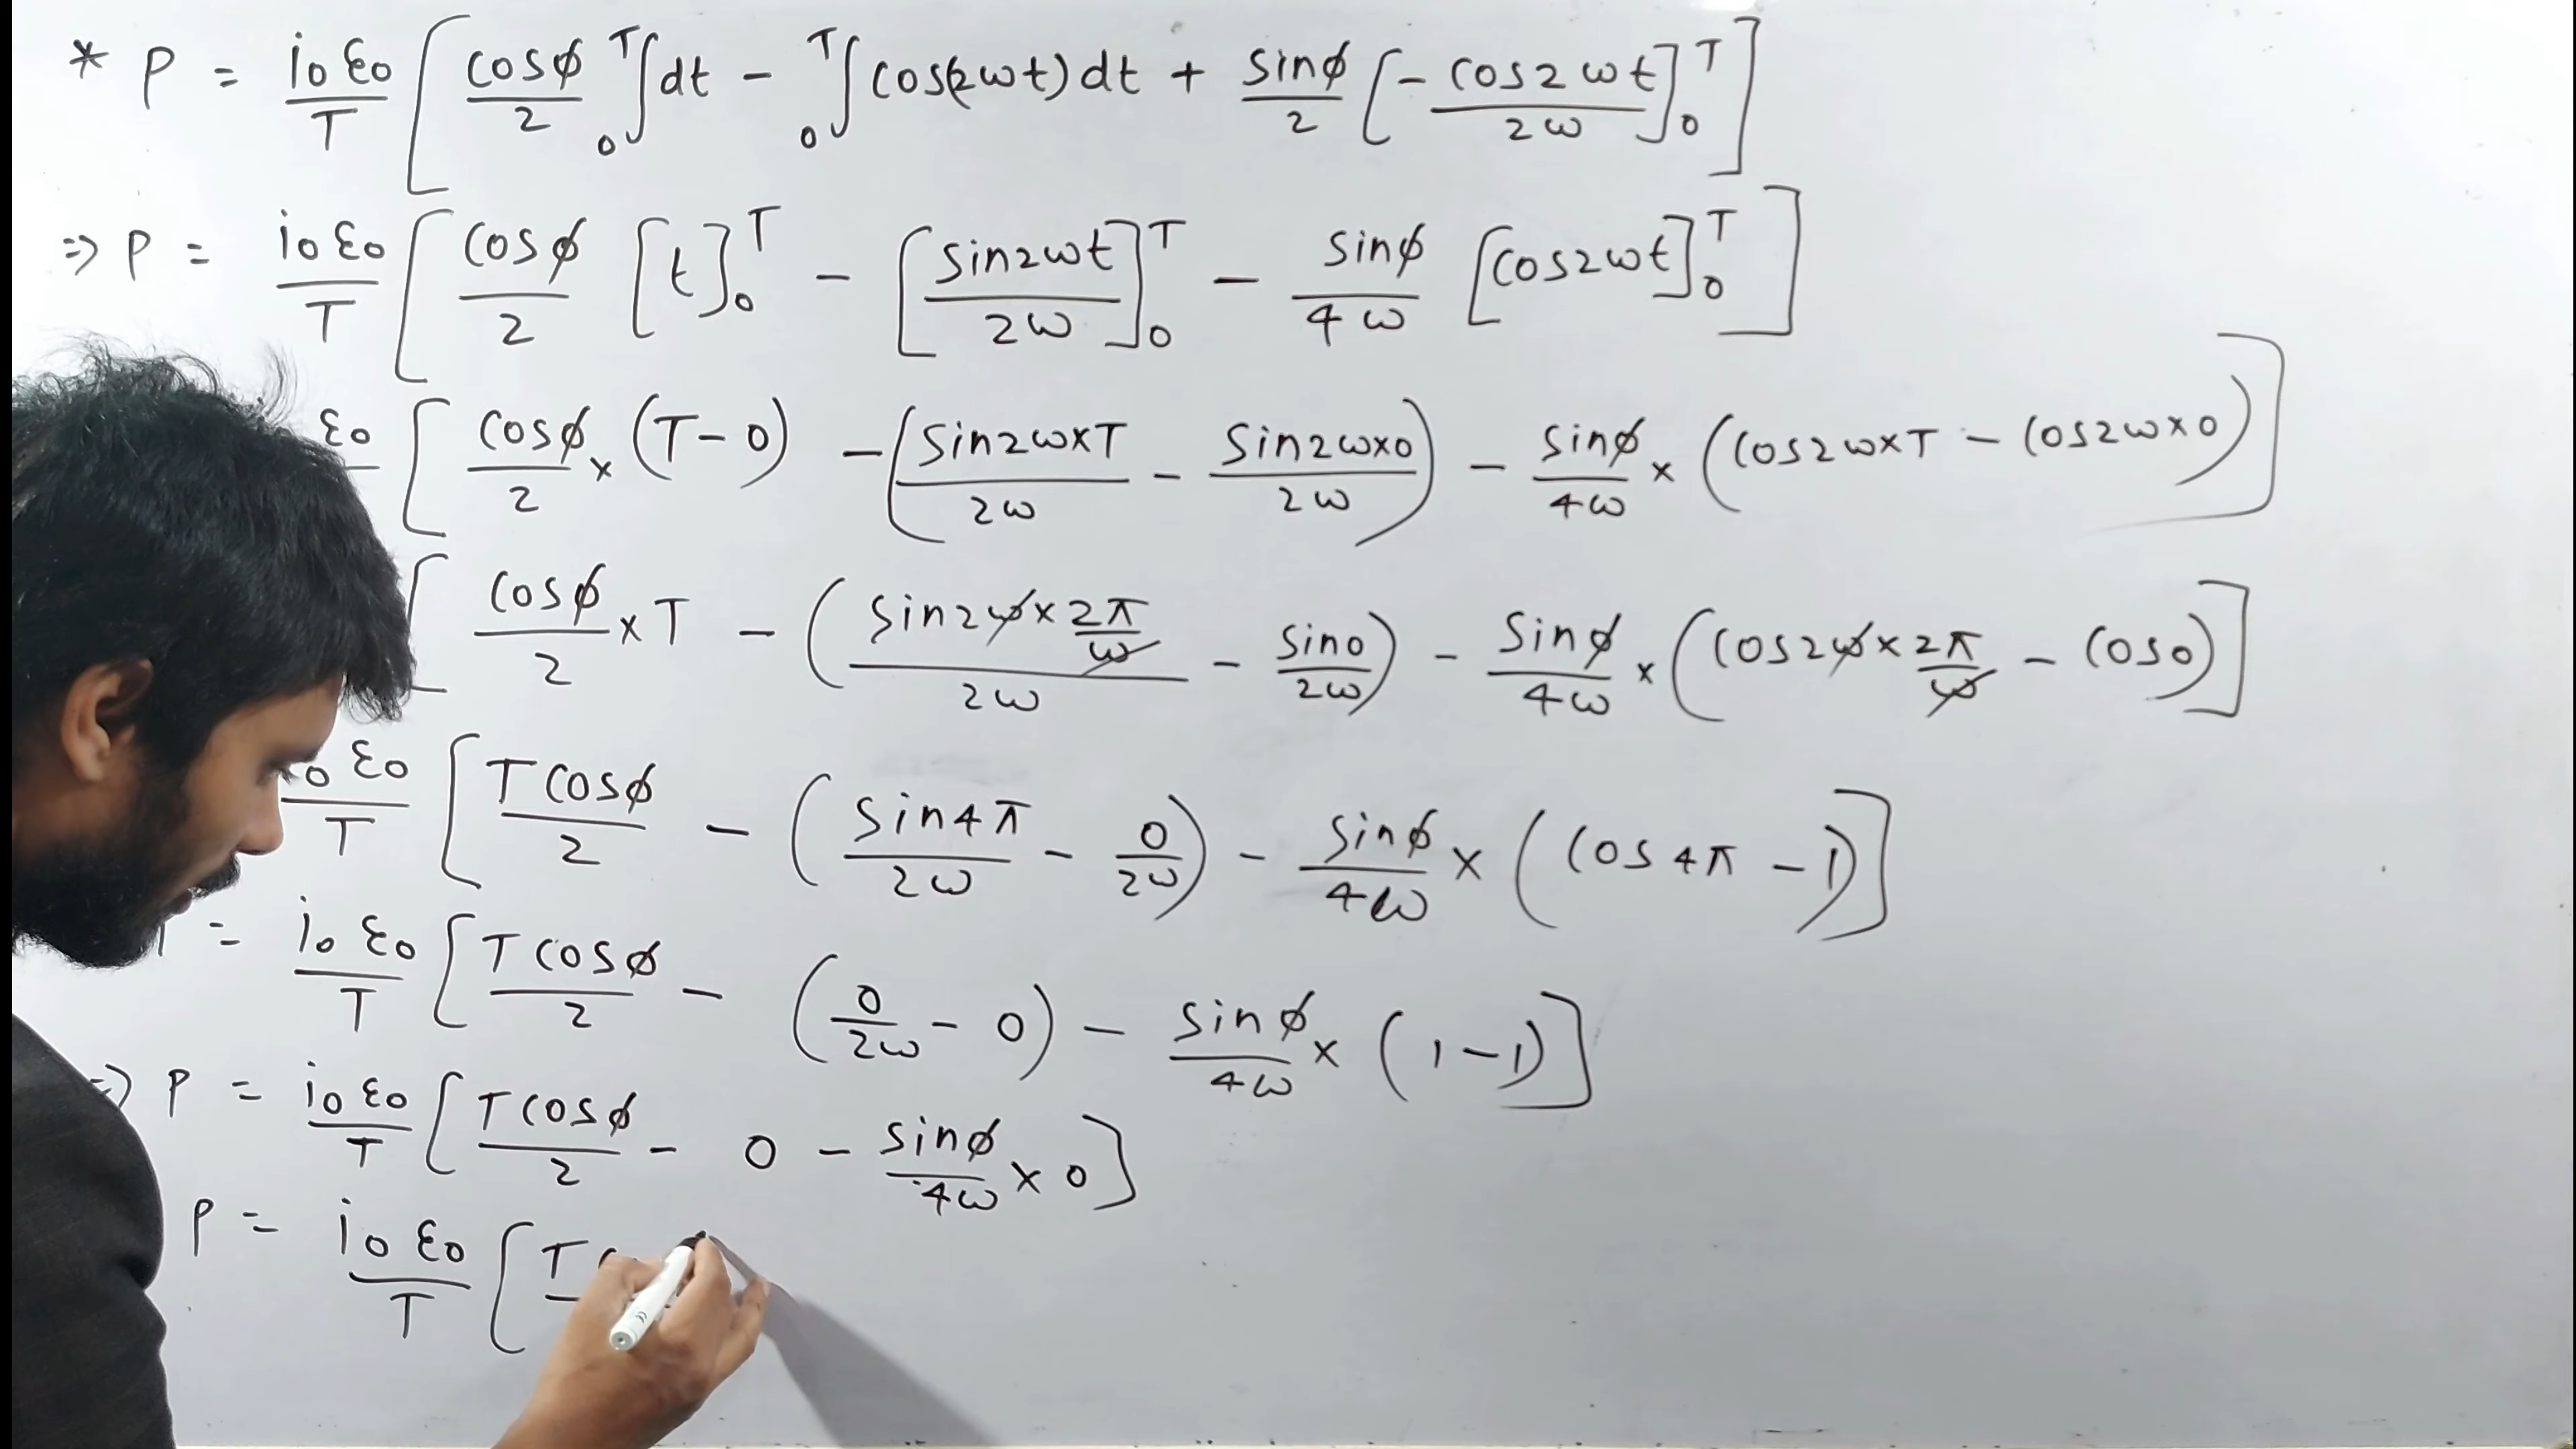 * P = i₀ε₀/T [ cosφ/2 ₀ᵀ∫dt - ₀ᵀ∫cos(2ωt)dt + sinφ/2 [- cos2ωt/2ω]₀ᵀ ]
=> P = i₀ε₀/T [ cosφ/2 [t]₀ᵀ - [sin2ωt/2ω]₀ᵀ - sinφ/4ω [cos2ωt]₀ᵀ ]
ε₀ [ cosφ/2 × (T-0) - (sin2ω×T/2ω - sin2ω×0/2ω) - sinφ/4ω × (cos2ω×T - cos2ω×0) ]
[ cosφ/2 × T - (sin2ω×2π/ω/2ω - sin0/2ω) - sinφ/4ω × (cos2ω×2π/ω - cos0) ]
₀ε₀/T [ Tcosφ/2 - (sin4π/2ω - 0/2ω) - sinφ/4ω × (cos4π - 1) ]
= i₀ε₀/T [ Tcosφ/2 - (0/2ω - 0) - sinφ/4ω × (1-1) ]
=> P = i₀ε₀/T [ Tcosφ/2 - 0 - sinφ/4ω × 0 ]
P = i₀ε₀/T [ T